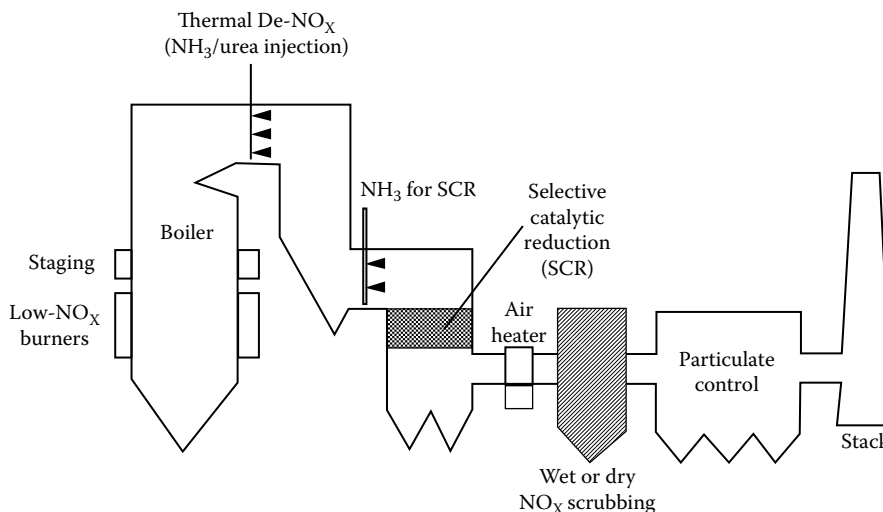 Thermal De-NOX
(NH3/urea injection)
NH3 for SCR
Selective
catalytic
reduction
(SCR)
Boiler
Staging
Low-NOX
burners
Air
heater
Particulate
control
Stack
Wet or dry
NOX scrubbing